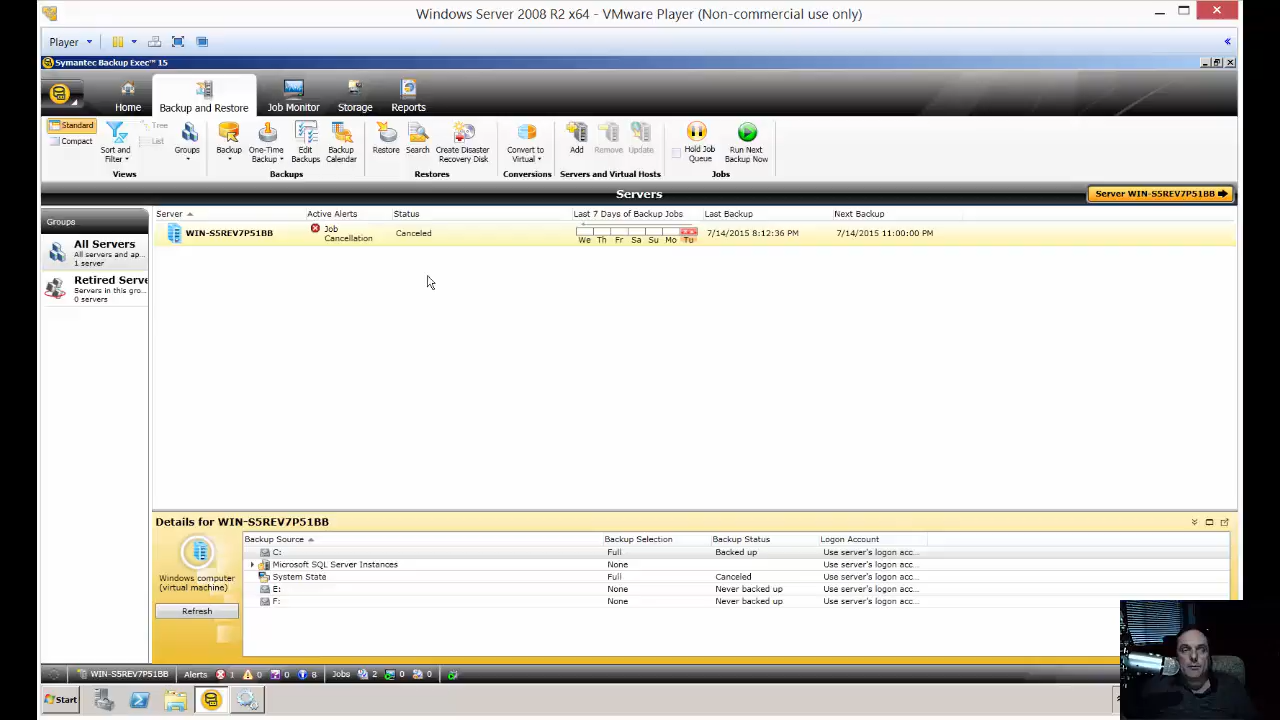 Windows Server 2008 R2 x64 - VMware Player (Non-commercial use only)
Player
Symantec Backup Exec™ 15
Home
Backup and Restore
Job Monitor
Storage
Reports
Standard
Compact
Sort and
Filter
Tree
List
Groups
Backup
One-Time
Backup
Edit
Backups
Backup
Calendar
Restore
Search
Create Disaster
Recovery Disk
Convert to
Virtual
Add
Remove
Update
Hold Job
Queue
Run Next
Backup Now
Views
Backups
Restores
Conversions
Servers and Virtual Hosts
Jobs
Servers
Server WIN-S5REV7P51BB
Groups
All Servers
All servers and ap...
1 server
Retired Serve
Servers in this gro...
0 servers
Server Active Alerts Status Last 7 Days of Backup Jobs Last Backup Next Backup
WIN-S5REV7P51BB Job Cancellation Canceled We Th Fr Sa Su Mo Tu 7/14/2015 8:12:36 PM 7/14/2015 11:00:00 PM
Details for WIN-S5REV7P51BB
Windows computer
(virtual machine)
Refresh
Backup Source Backup Selection Backup Status Logon Account
C: Full Backed up Use server's logon acc...
Microsoft SQL Server Instances None Use server's logon acc...
System State Full Canceled Use server's logon acc...
E: None Never backed up Use server's logon acc...
F: None Never backed up Use server's logon acc...
WIN-S5REV7P51BB Alerts 1 0 0 8 Jobs 2 0 0
Start